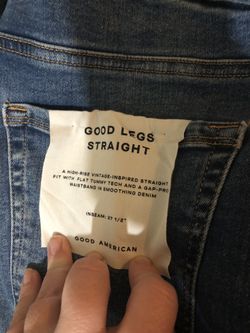 GOOD LEGS
STRAIGHT
A HIGH-RISE VINTAGE-INSPIRED STRAIGHT
FIT WITH FLAT TUMMY TECH AND A GAP-PROOF
WAISTBAND IN SMOOTHING DENIM
INSEAM: 27 1/2"
GOOD AMERICAN